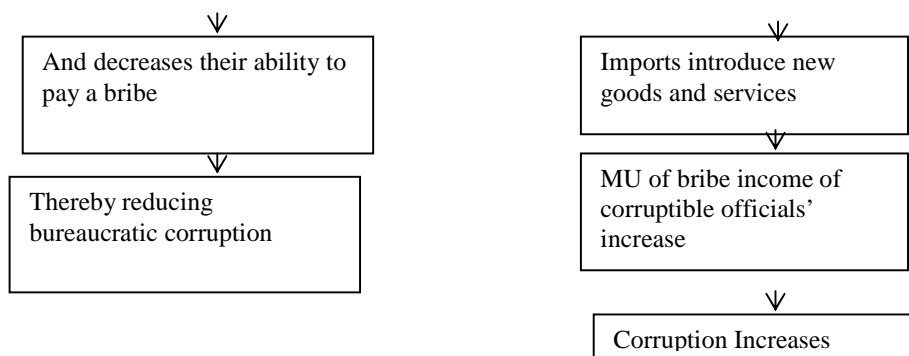 And decreases their ability to
pay a bribe
Thereby reducing
bureaucratic corruption
Imports introduce new
goods and services
MU of bribe income of
corruptible officials’
increase
Corruption Increases